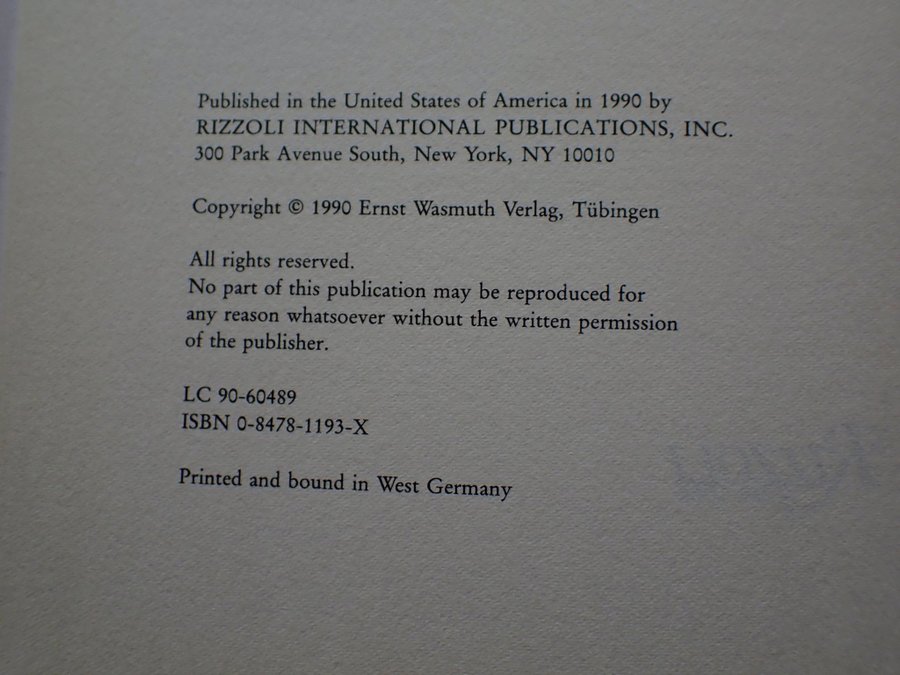 Published in the United States of America in 1990 by
RIZZOLI INTERNATIONAL PUBLICATIONS, INC.
300 Park Avenue South, New York, NY 10010
Copyright © 1990 Ernst Wasmuth Verlag, Tübingen
All rights reserved.
No part of this publication may be reproduced for
any reason whatsoever without the written permission
of the publisher.
LC 90-60489
ISBN 0-8478-1193-X
Printed and bound in West Germany